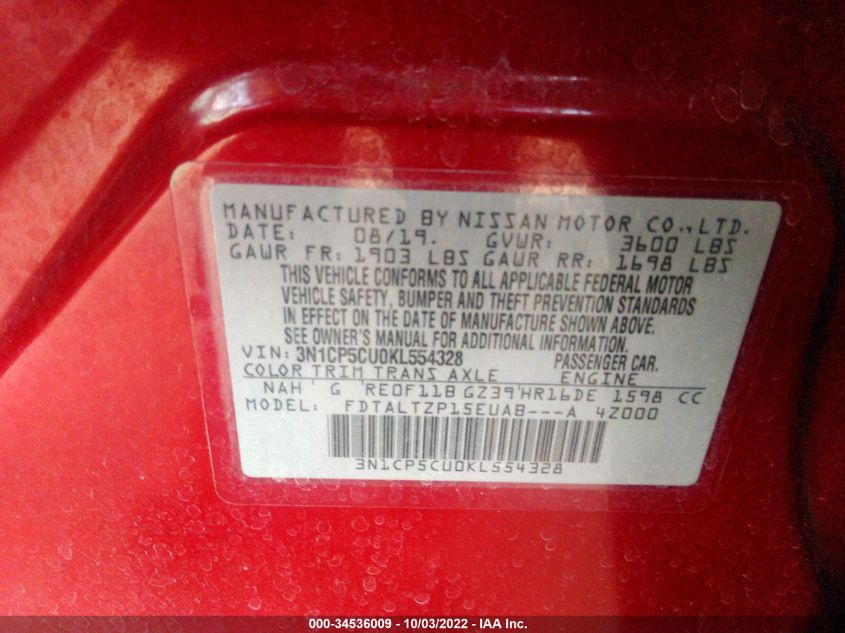 MANUFACTURED BY NISSAN MOTOR CO.,LTD.
DATE: 08/19. GVWR: 3600 LBS
GAWR FR: 1903 LBS GAWR RR: 1698 LBS
THIS VEHICLE CONFORMS TO ALL APPLICABLE FEDERAL MOTOR
VEHICLE SAFETY, BUMPER AND THEFT PREVENTION STANDARDS
IN EFFECT ON THE DATE OF MANUFACTURE SHOWN ABOVE.
SEE OWNER'S MANUAL FOR ADDITIONAL INFORMATION.
VIN: 3N1CP5CU0KL554328 PASSENGER CAR.
COLOR TRIM TRANS AXLE ENGINE
NAH ' G 'RE0F11B GZ39'HR16DE 1598 CC
MODEL: FDTALTZP15EUAB---A 4Z000
3N1CP5CU0KL554328
000-34536009 - 10/03/2022 - IAA Inc.